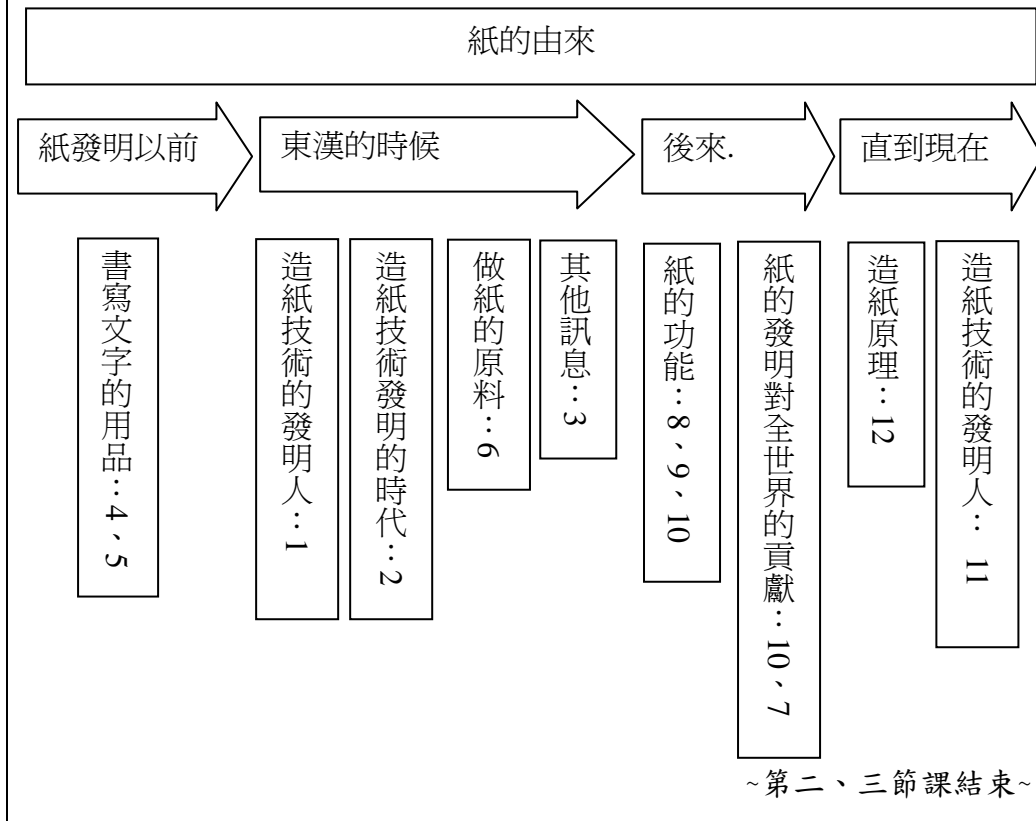 紙的由來
紙發明以前
東漢的時候
後來.
直到現在
書寫文字的用品：4、5
造紙技術的發明人：1
造紙技術發明的時代：2
做紙的原料：6
其他訊息：3
紙的功能：8、9、10
紙的發明對全世界的貢獻：10、7
造紙原理：12
造紙技術的發明人： 11
~第二、三節課結束~